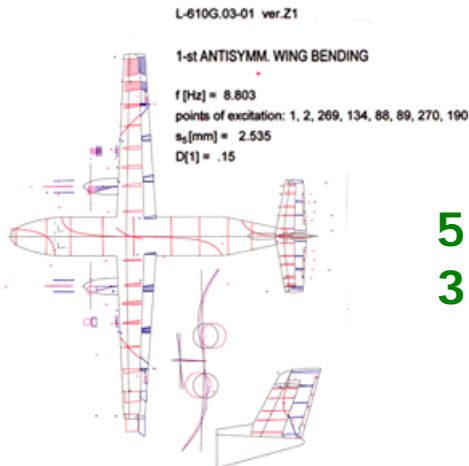 L-610G.03-01 ver.Z1
1-st ANTISYMM. WING BENDING
f [Hz] = 8.803
points of excitation: 1, 2, 269, 134, 88, 89, 270, 190
s₅[mm] = 2.535
D[1] = .15
5
3